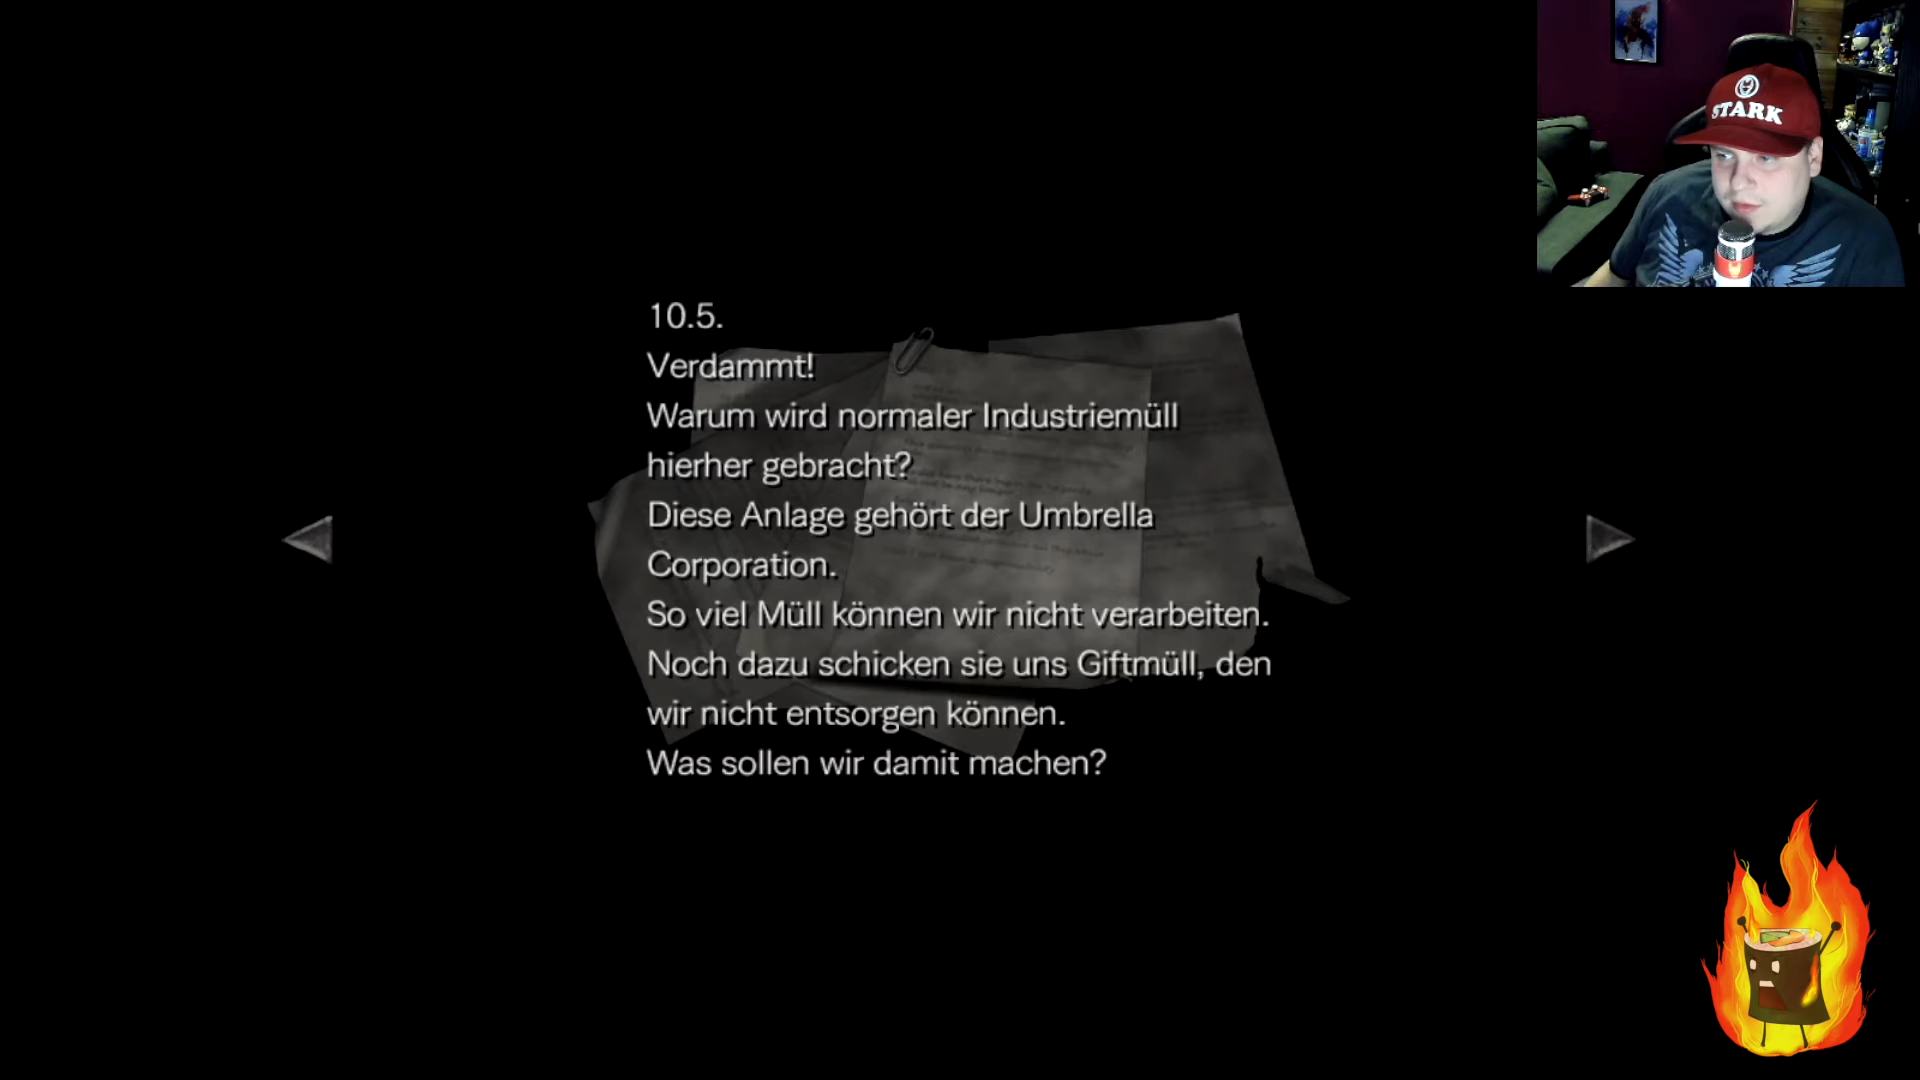 STARK
10.5.
Verdammt!
Warum wird normaler Industriemüll
hierher gebracht?
Diese Anlage gehört der Umbrella
Corporation.
So viel Müll können wir nicht verarbeiten.
Noch dazu schicken sie uns Giftmüll, den
wir nicht entsorgen können.
Was sollen wir damit machen?